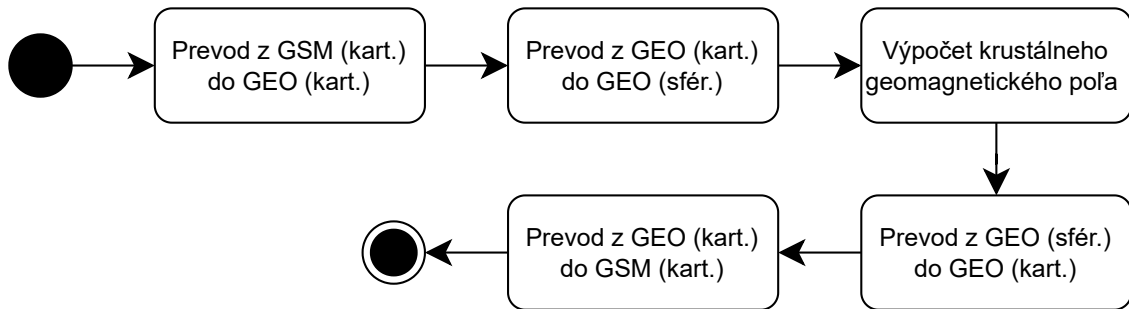 Prevod z GSM (kart.)
do GEO (kart.)
Prevod z GEO (kart.)
do GEO (sfér.)
Výpočet krustálneho
geomagnetického poľa
Prevod z GEO (sfér.)
do GEO (kart.)
Prevod z GEO (kart.)
do GSM (kart.)